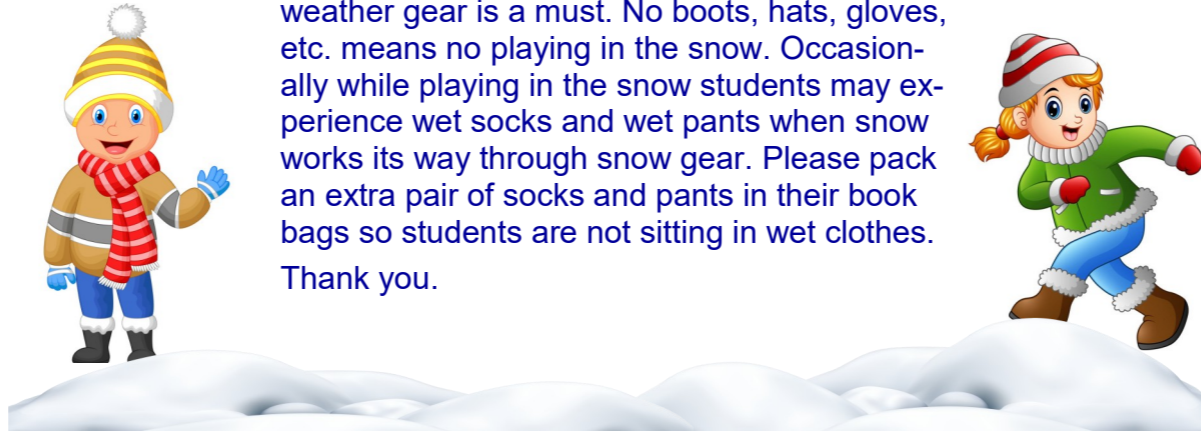 weather gear is a must. No boots, hats, gloves,
etc. means no playing in the snow. Occasion-
ally while playing in the snow students may ex-
perience wet socks and wet pants when snow
works its way through snow gear. Please pack
an extra pair of socks and pants in their book
bags so students are not sitting in wet clothes.
Thank you.